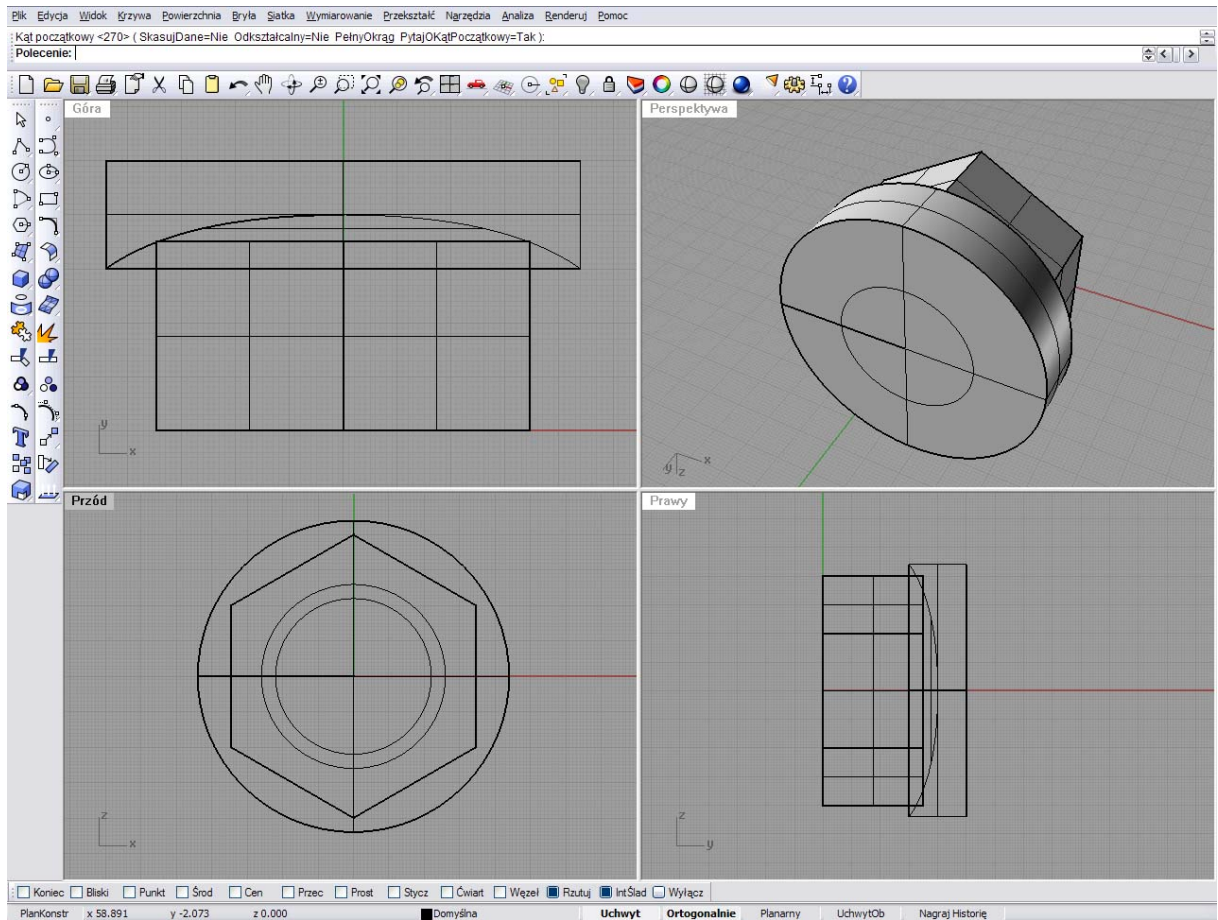 Plik Edycja Widok Krzywa Powierzchnia Bryła Siatka Wymiarowanie Przekształć Narzędzia Analiza Renderuj Pomoc
Kąt początkowy <270> ( SkasujDane=Nie Odkształcalny=Nie PełnyOkrąg PytajOKątPoczątkowy=Tak ):
Polecenie:
Góra
Perspektywa
y
x
y z x
Przód
Prawy
z
x
z
y
Koniec Bliski Punkt Środ Cen Przec Prost Stycz Ćwiart Węzeł Rzutuj IntŚlad Wyłącz
PlanKonstr x 58.891 y -2.073 z 0.000 Domyślna Uchwyt Ortogonalnie Planarny UchwytOb Nagraj Historię